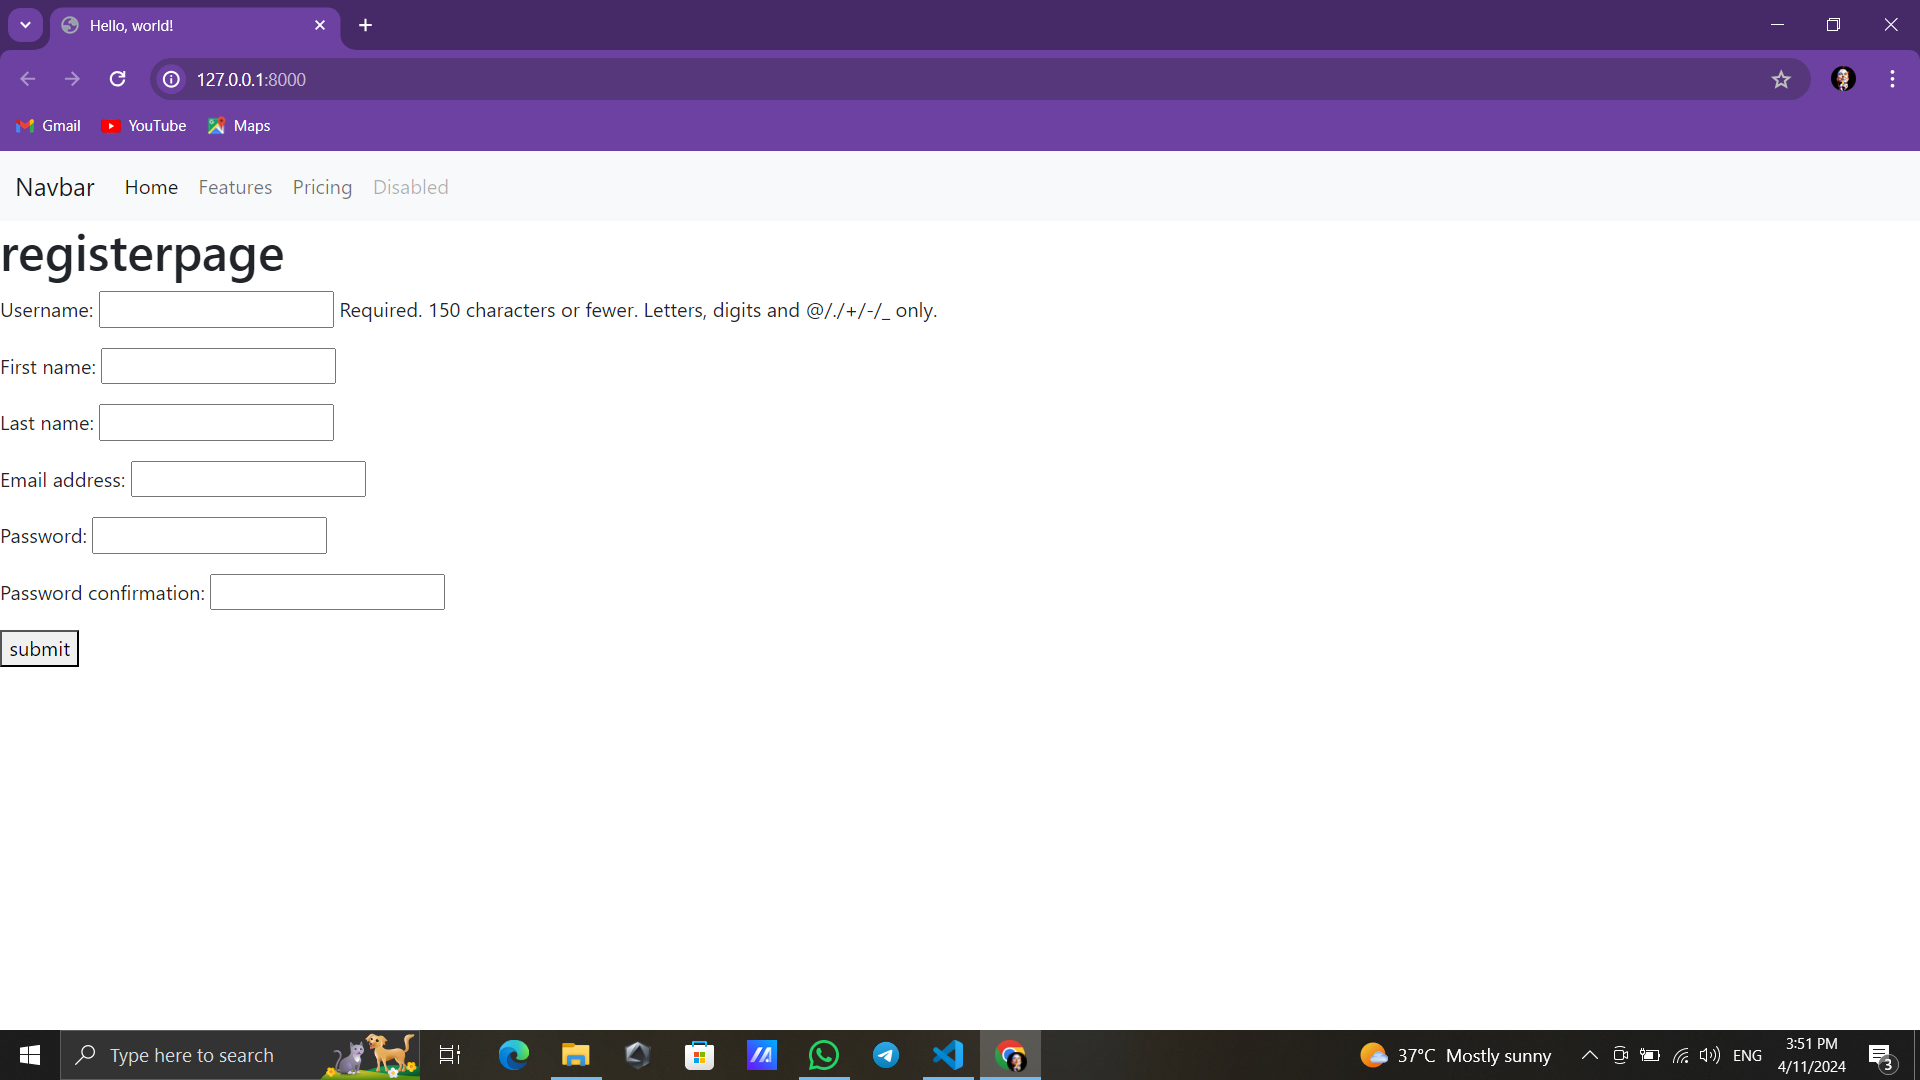 Hello, world!
127.0.0.1:8000
Gmail YouTube Maps
Navbar Home Features Pricing Disabled
registerpage
Username: Required. 150 characters or fewer. Letters, digits and @/./+/-/_ only.
First name:
Last name:
Email address:
Password:
Password confirmation:
submit
Type here to search
37°C Mostly sunny
ENG
3:51 PM
4/11/2024
3